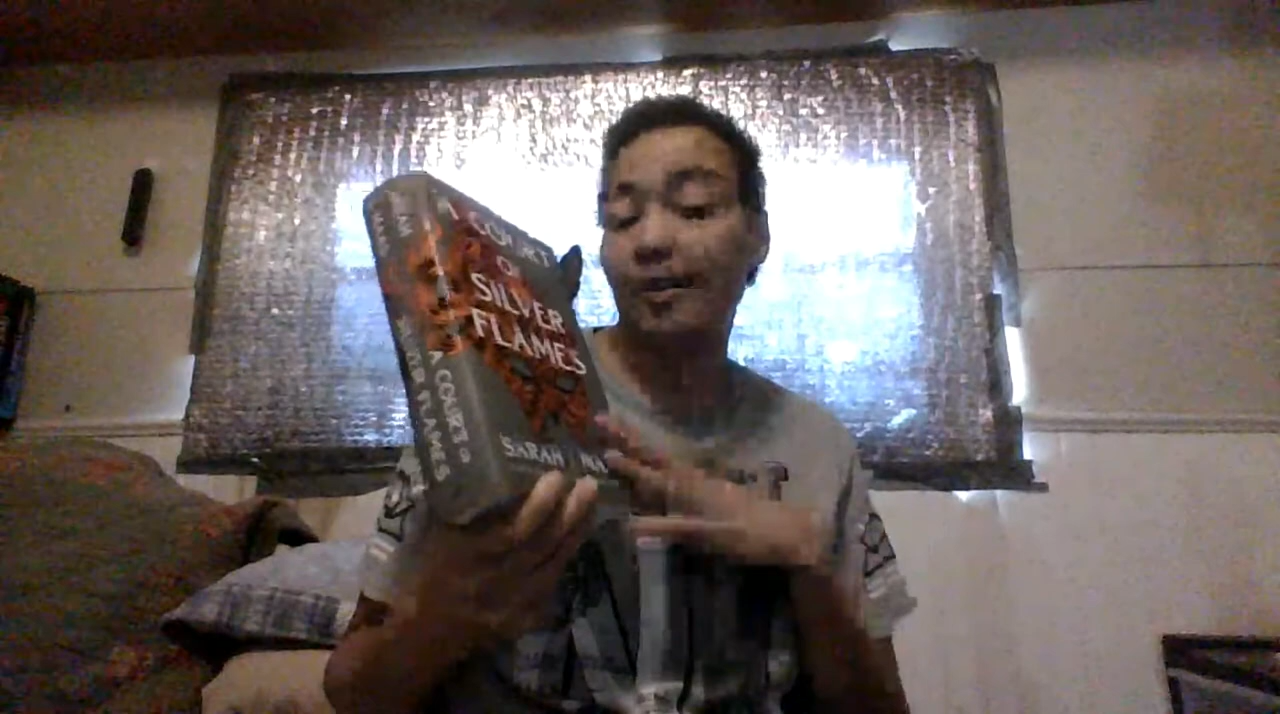 A COURT
OF
SILVER
FLAMES
SARAH
A COURT OF
SILVER FLAMES